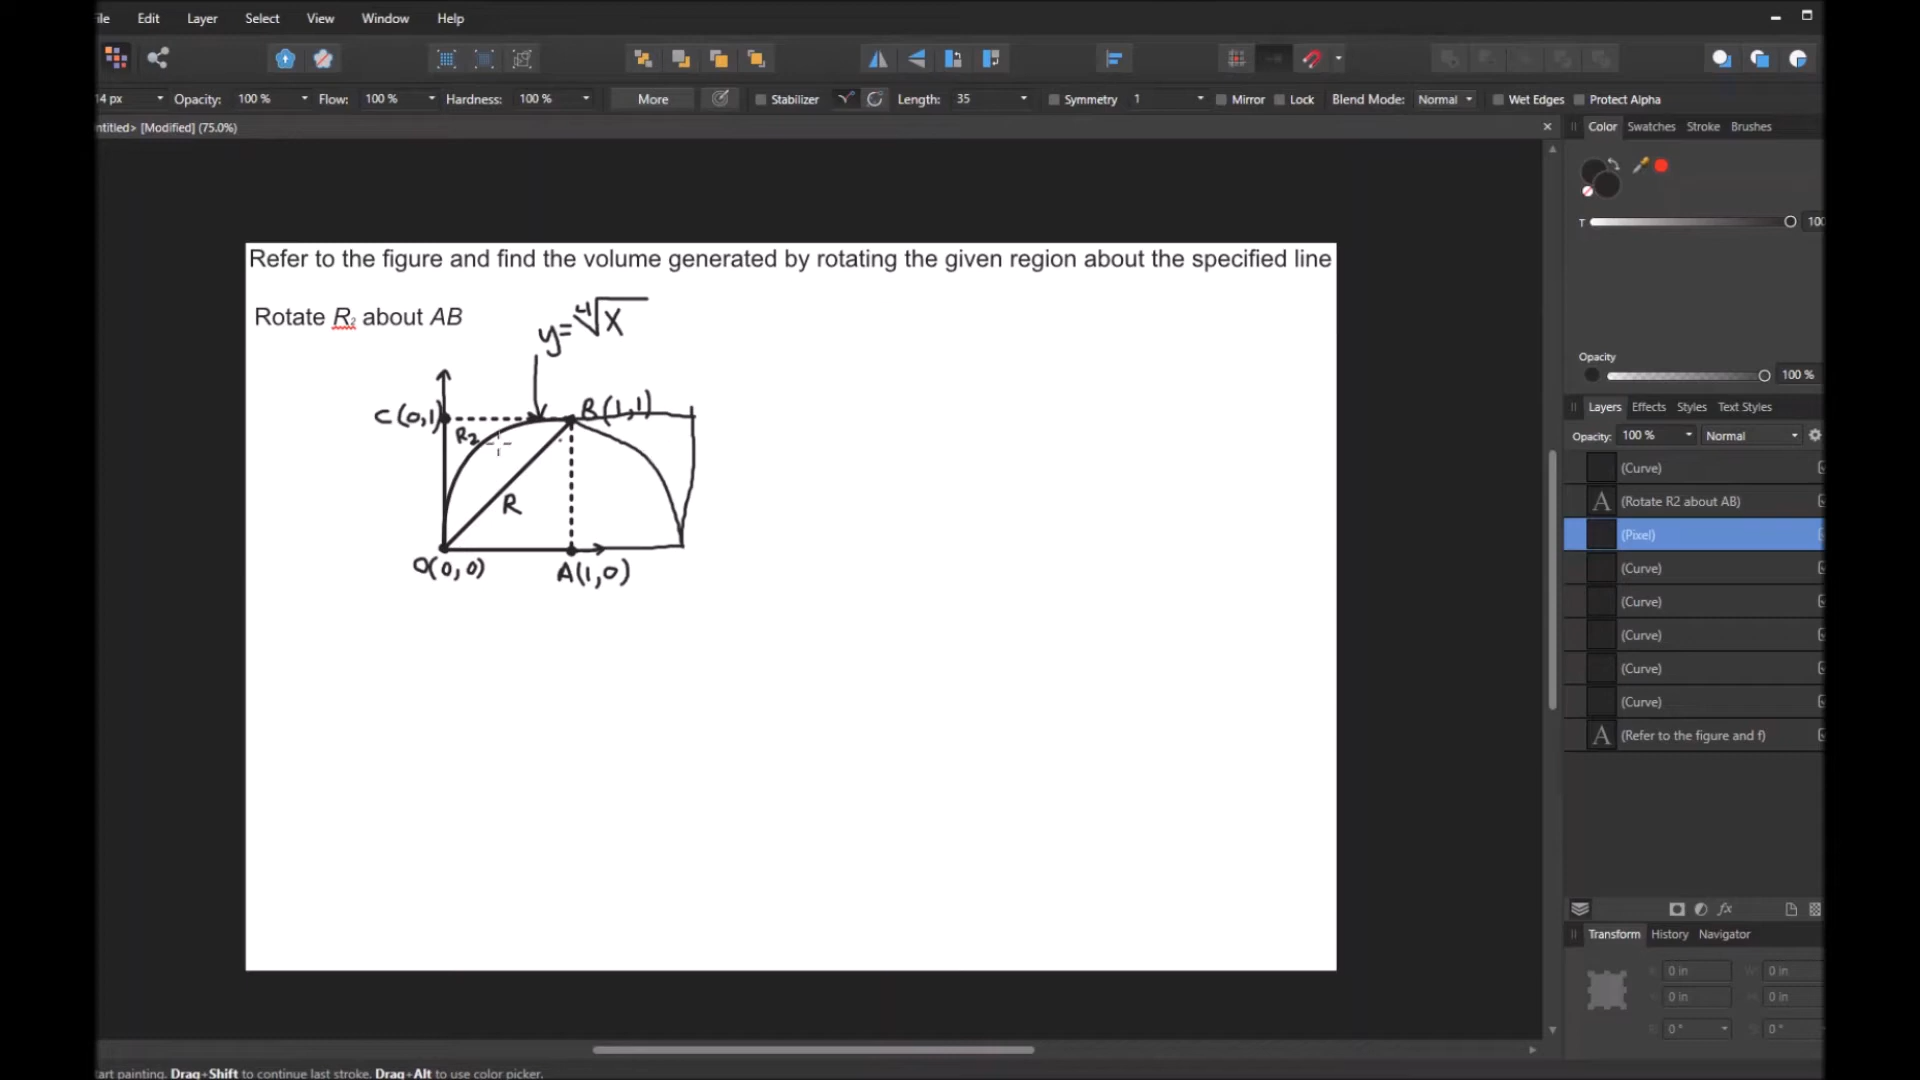 ile Edit Layer Select View Window Help
14 px Opacity: 100 % Flow: 100 % Hardness: 100 % More Stabilizer Length: 35 Symmetry 1 Mirror Lock Blend Mode: Normal Wet Edges Protect Alpha
ntitled> [Modified] (75.0%)
Color Swatches Stroke Brushes
T 100
Opacity
100 %
Layers Effects Styles Text Styles
Opacity: 100 % Normal
(Curve)
A (Rotate R2 about AB)
(Pixel)
(Curve)
(Curve)
(Curve)
(Curve)
(Curve)
A (Refer to the figure and f)
fx
Transform History Navigator
X: 0 in W: 0 in
0 in 0 in
R: 0 ° S: 0 °
Refer to the figure and find the volume generated by rotating the given region about the specified line
Rotate R₂ about AB
y=∜x
C(0,1) B(1,1)
R₂
R
O(0,0) A(1,0)
tart painting. Drag+Shift to continue last stroke. Drag+Alt to use color picker.